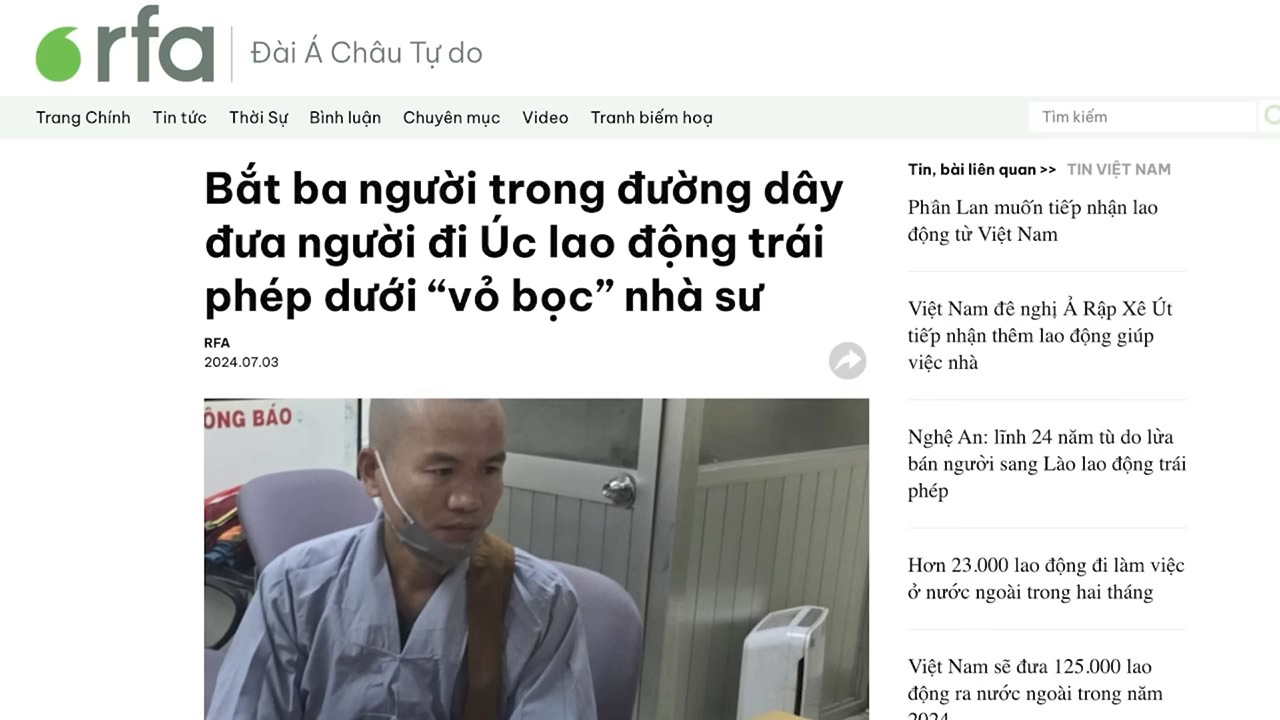 rfa
Đài Á Châu Tự do
Trang Chính Tin tức Thời Sự Bình luận Chuyên mục Video Tranh biếm hoạ
Tìm kiếm
Bắt ba người trong đường dây
đưa người đi Úc lao động trái
phép dưới “vỏ bọc” nhà sư
RFA
2024.07.03
ÔNG BÁO
Tin, bài liên quan >> TIN VIỆT NAM
Phần Lan muốn tiếp nhận lao
động từ Việt Nam
Việt Nam đề nghị Ả Rập Xê Út
tiếp nhận thêm lao động giúp
việc nhà
Nghệ An: lĩnh 24 năm tù do lừa
bán người sang Lào lao động trái
phép
Hơn 23.000 lao động đi làm việc
ở nước ngoài trong hai tháng
Việt Nam sẽ đưa 125.000 lao
động ra nước ngoài trong năm
2024